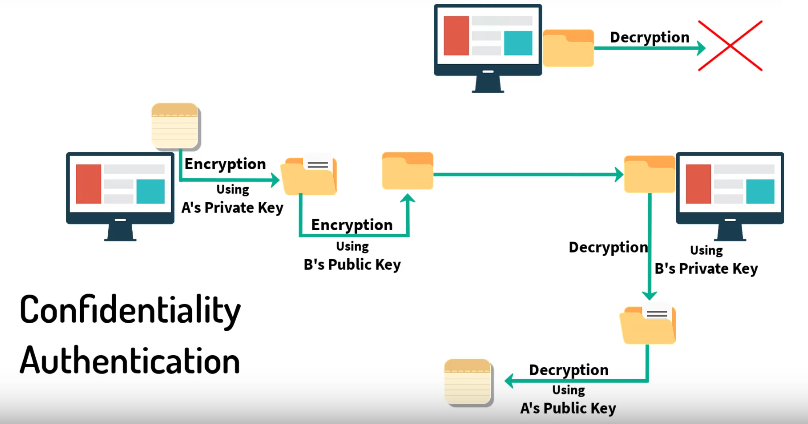 Decryption
Encryption
Using
A's Private Key
Encryption
Using
B's Public Key
Decryption
Using
B's Private Key
Confidentiality
Authentication
Decryption
Using
A's Public Key